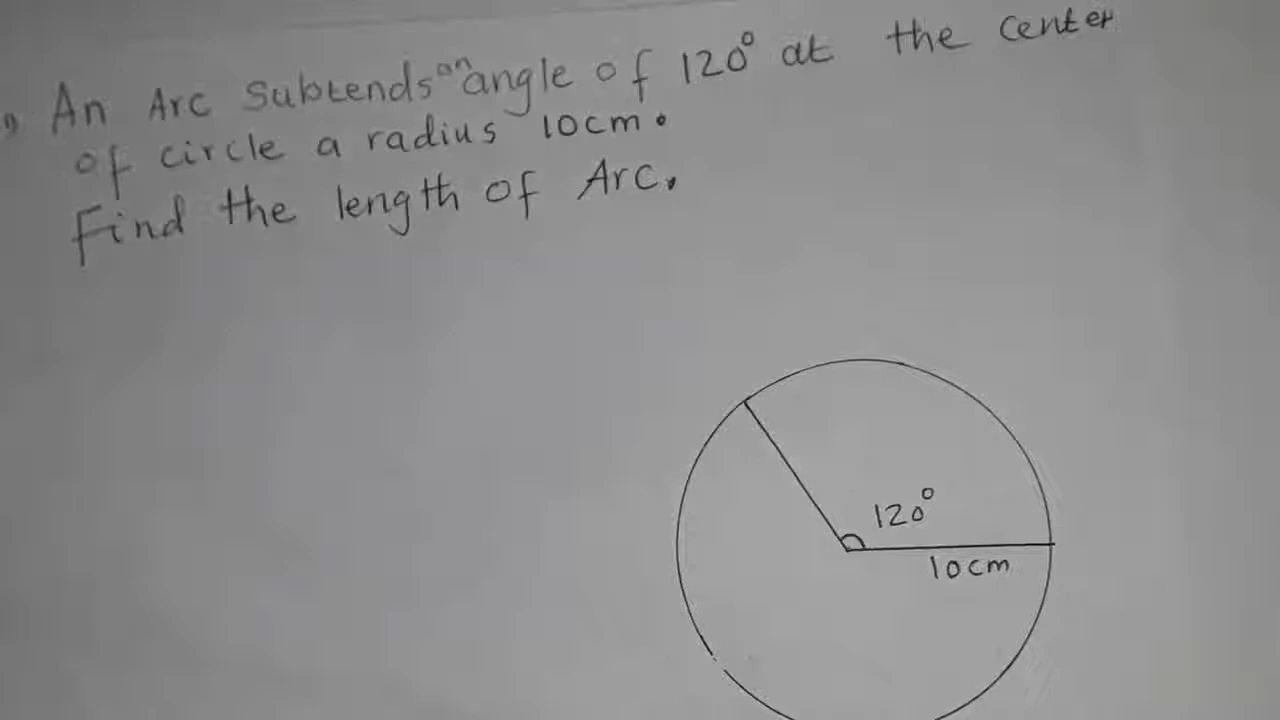 An Arc Subtends an angle of 120° at the center
of circle a radius 10cm.
Find the length of Arc.
120°
10cm